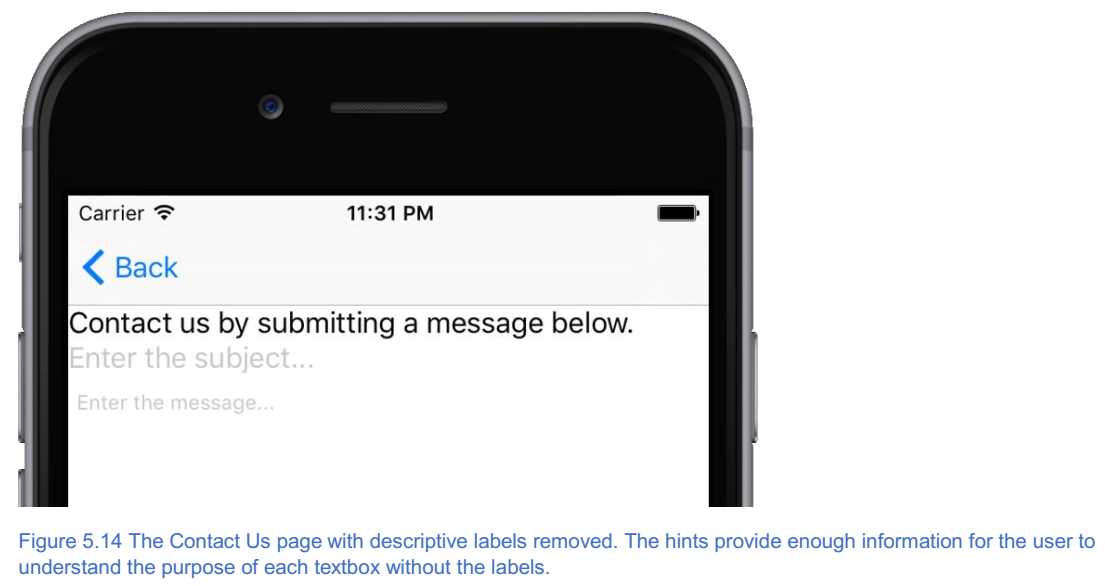 Carrier
11:31 PM
Back
Contact us by submitting a message below.
Enter the subject...
Enter the message...
Figure 5.14 The Contact Us page with descriptive labels removed. The hints provide enough information for the user to
understand the purpose of each textbox without the labels.